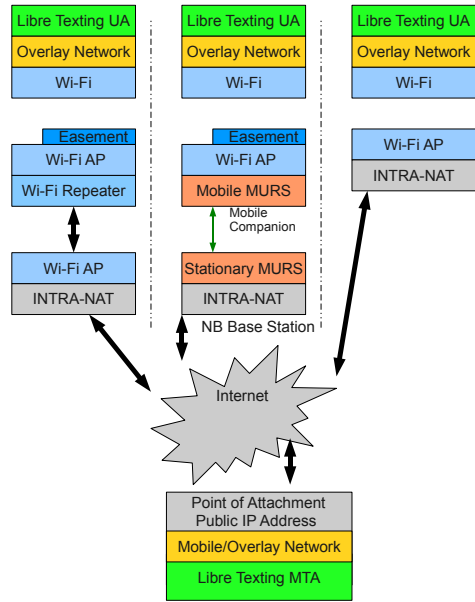 Libre Texting UA
Overlay Network
Wi-Fi
Easement
Wi-Fi AP
Wi-Fi Repeater
Wi-Fi AP
INTRA-NAT
Libre Texting UA
Overlay Network
Wi-Fi
Easement
Wi-Fi AP
Mobile MURS
Mobile
Companion
Stationary MURS
INTRA-NAT
NB Base Station
Libre Texting UA
Overlay Network
Wi-Fi
Wi-Fi AP
INTRA-NAT
Internet
Point of Attachment
Public IP Address
Mobile/Overlay Network
Libre Texting MTA